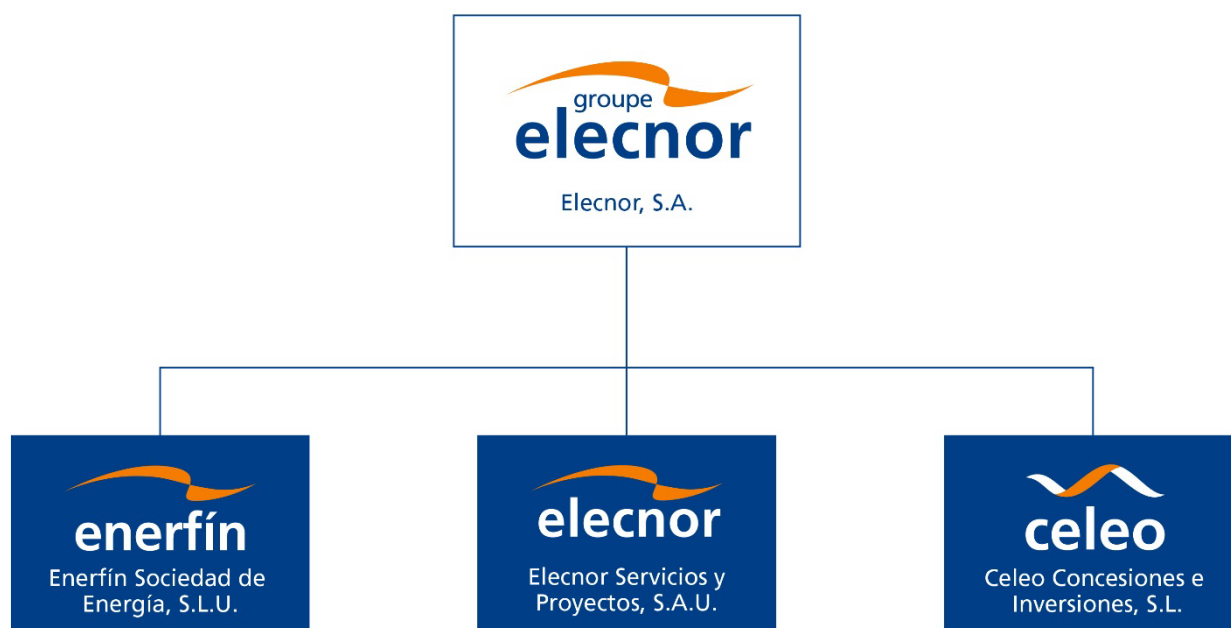 groupe
elecnor
Elecnor, S.A.
enerfín
Enerfín Sociedad de
Energía, S.L.U.
elecnor
Elecnor Servicios y
Proyectos, S.A.U.
celeo
Celeo Concesiones e
Inversiones, S.L.